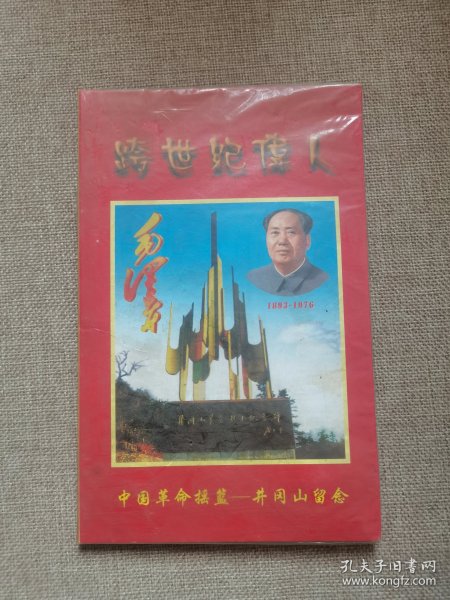 跨世纪偉人
毛泽东
1893-1976
中国革命摇篮—井冈山留念
孔夫子旧书网
www.kongfz.com